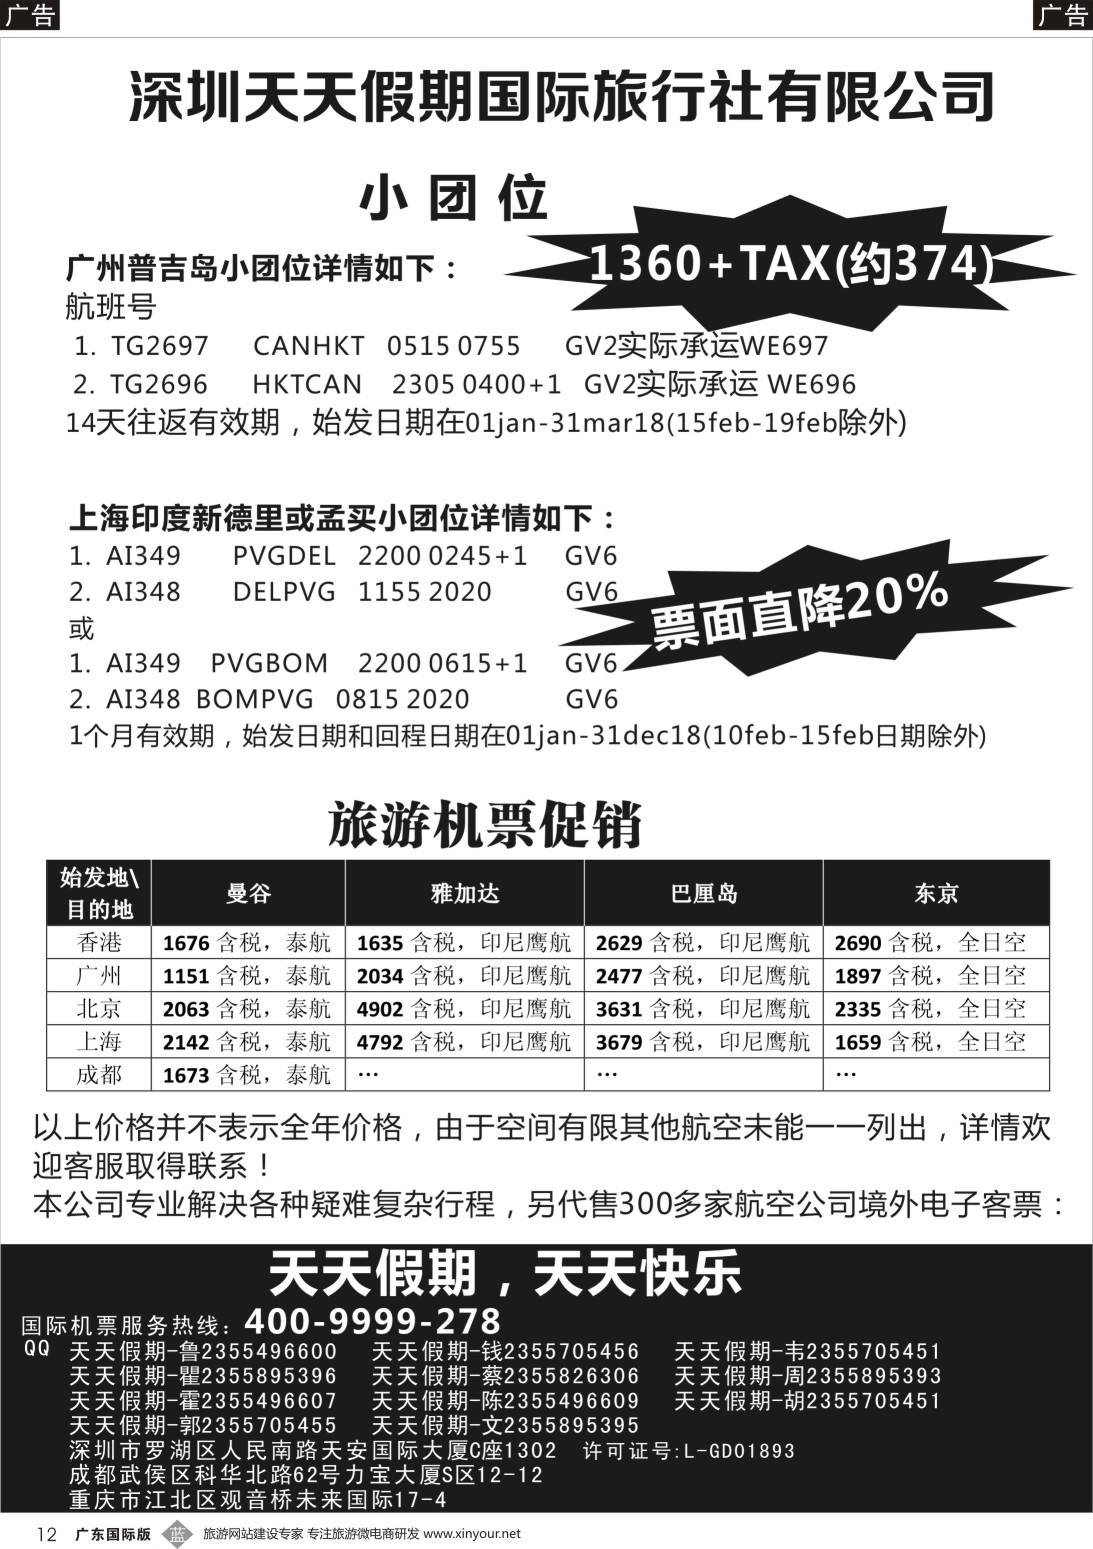 广告 广告
深圳天天假期国际旅行社有限公司
小团位
1360+TAX(约374)
广州普吉岛小团位详情如下：
航班号
1. TG2697 CANHKT 0515 0755 GV2实际承运WE697
2. TG2696 HKTCAN 2305 0400+1 GV2实际承运 WE696
14天往返有效期，始发日期在01jan-31mar18(15feb-19feb除外)
上海印度新德里或孟买小团位详情如下：
1. AI349 PVGDEL 2200 0245+1 GV6
2. AI348 DELPVG 1155 2020 GV6
票面直降20%
或
1. AI349 PVGBOM 2200 0615+1 GV6
2. AI348 BOMPVG 0815 2020 GV6
1个月有效期，始发日期和回程日期在01jan-31dec18(10feb-15feb日期除外)
旅游机票促销
始发地\目的地 曼谷 雅加达 巴厘岛 东京
香港 1676 含税，泰航 1635 含税，印尼鹰航 2629 含税，印尼鹰航 2690 含税，全日空
广州 1151 含税，泰航 2034 含税，印尼鹰航 2477 含税，印尼鹰航 1897 含税，全日空
北京 2063 含税，泰航 4902 含税，印尼鹰航 3631 含税，印尼鹰航 2335 含税，全日空
上海 2142 含税，泰航 4792 含税，印尼鹰航 3679 含税，印尼鹰航 1659 含税，全日空
成都 1673 含税，泰航 … … …
以上价格并不表示全年价格，由于空间有限其他航空未能一一列出，详情欢
迎客服取得联系！
本公司专业解决各种疑难复杂行程，另代售300多家航空公司境外电子客票：
天天假期，天天快乐
国际机票服务热线：400-9999-278
QQ 天天假期-鲁2355496600 天天假期-钱2355705456 天天假期-韦2355705451
天天假期-瞿2355895396 天天假期-蔡2355826306 天天假期-周2355895393
天天假期-霍2355496607 天天假期-陈2355496609 天天假期-胡2355705451
天天假期-郭2355705455 天天假期-文2355895395
深圳市罗湖区人民南路天安国际大厦C座1302 许可证号:L-GD01893
成都武侯区科华北路62号力宝大厦S区12-12
重庆市江北区观音桥未来国际17-4
12 广东国际版 蓝 旅游网站建设专家 专注旅游微电商研发 www.xinyour.net